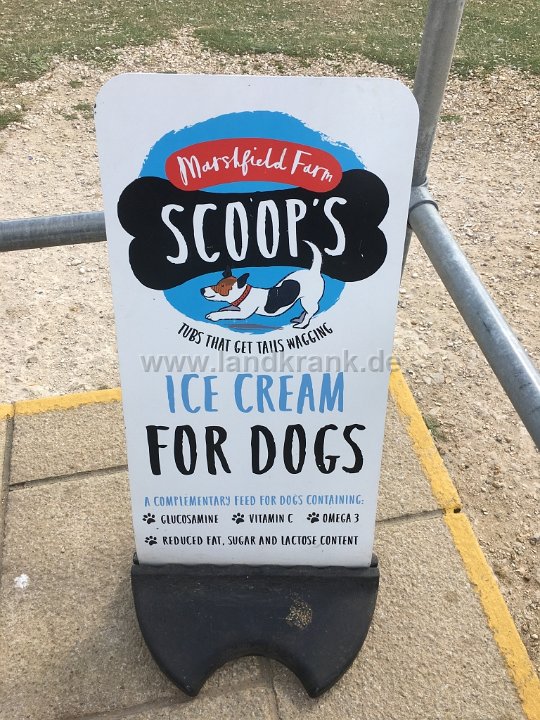 Marshfield Farm
SCOOP'S
TUBS THAT GET TAILS WAGGING
www.landkrank.de
ICE CREAM
FOR DOGS
A COMPLEMENTARY FEED FOR DOGS CONTAINING:
GLUCOSAMINE VITAMIN C OMEGA 3
REDUCED FAT, SUGAR AND LACTOSE CONTENT